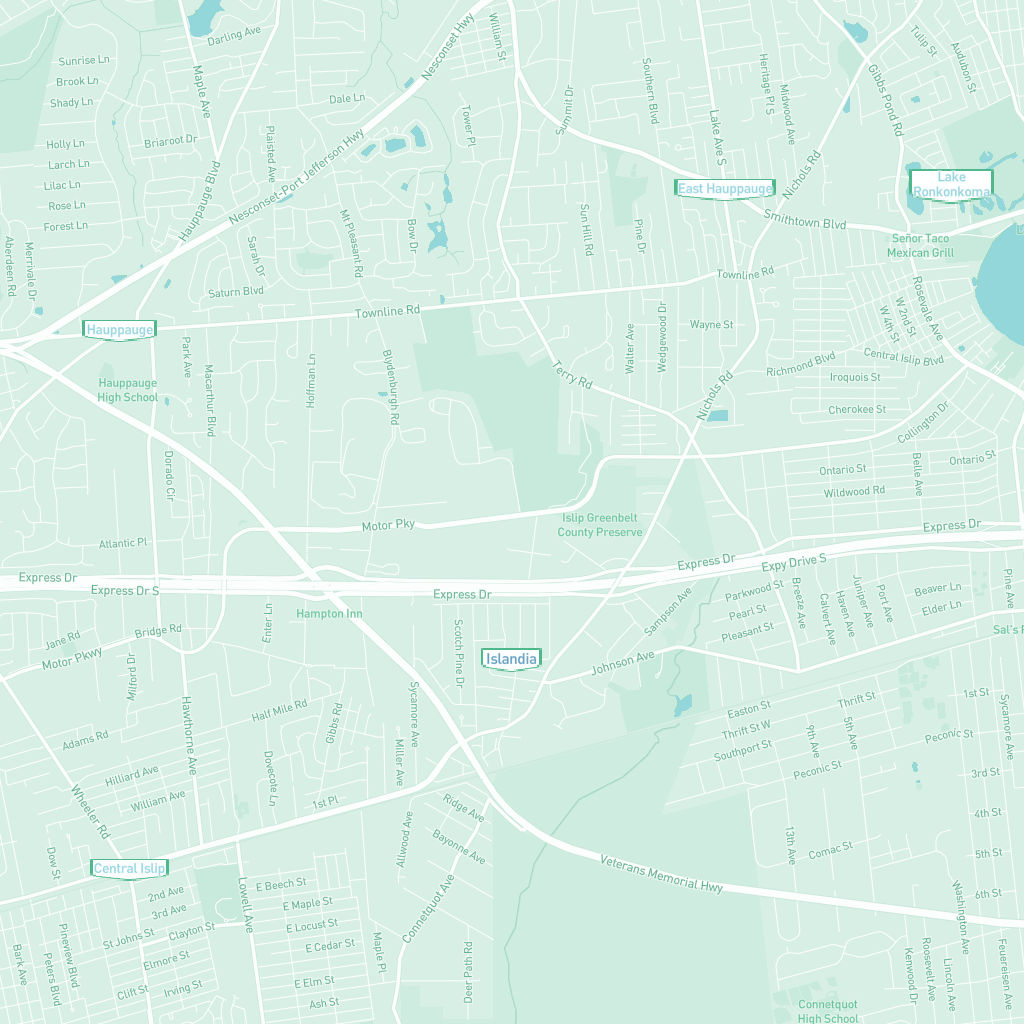 William St
Nesconset Hwy
Darling Ave
Tulip St
Audubon St
Sunrise Ln
Brook Ln
Maple Ave
Southern Blvd
Heritage Pl S
Gibbs Pond Rd
Shady Ln
Dale Ln
Summit Dr
Midwood Ave
Tower Pl
Lake Ave S
Holly Ln
Briaroot Dr
Plaisted Ave
Nesconset-Port Jefferson Hwy
Larch Ln
Nichols Rd
Lake
Ronkonkoma
Lilac Ln
Hauppauge Blvd
East Hauppauge
Rose Ln
Forest Ln
Mt Pleasant Rd
Bow Dr
Sun Hill Rd
Pine Dr
Smithtown Blvd
Señor Taco
Mexican Grill
Aberdeen Rd
Merrivale Dr
Sarah Dr
Townline Rd
Saturn Blvd
Rosevale Ave
W 2nd St
W 4th St
Townline Rd
Hauppauge
Wayne St
Park Ave
Walter Ave
Wedgewood Dr
Central Islip Blvd
Richmond Blvd
Hoffman Ln
Blydenburgh Rd
Terry Rd
Iroquois St
Hauppauge
High School
Macarthur Blvd
Nichols Rd
Cherokee St
Collington Dr
Dorado Cir
Belle Ave
Ontario St
Ontario St
Wildwood Rd
Motor Pky
Islip Greenbelt
County Preserve
Express Dr
Atlantic Pl
Express Dr
Expy Drive S
Express Dr
Express Dr S
Express Dr
Parkwood St
Breeze Ave
Calvert Ave
Haven Ave
Juniper Ave
Port Ave
Beaver Ln
Elder Ln
Pine Ave
Hampton Inn
Enter Ln
Sampson Ave
Pearl St
Pleasant St
Sal's
Jane Rd
Bridge Rd
Motor Pkwy
Milford Dr
Scotch Pine Dr
Islandia
Johnson Ave
Sycamore Ave
Hawthorne Ave
Half Mile Rd
Gibbs Rd
Easton St
Thrift St W
Southport St
Thrift St
1st St
Sycamore Ave
9th Ave
5th Ave
Peconic St
Adams Rd
Miller Ave
Dovecote Ln
Hilliard Ave
William Ave
Peconic St
3rd St
Wheeler Rd
1st Pl
Ridge Ave
4th St
Allwood Ave
Bayonne Ave
13th Ave
Comac St
5th St
Dow St
Central Islip
Veterans Memorial Hwy
2nd Ave
3rd Ave
E Beech St
Lowell Ave
E Maple St
Connetquot Ave
6th St
Washington Ave
Pineview Blvd
St Johns St
Clayton St
E Locust St
E Cedar St
Maple Pl
Bark Ave
Peters Blvd
Elmore St
Deer Path Rd
Kenwood Dr
Roosevelt Ave
Lincoln Ave
Feuereisen Ave
Clift St
Irving St
E Elm St
Ash St
Connetquot
High School